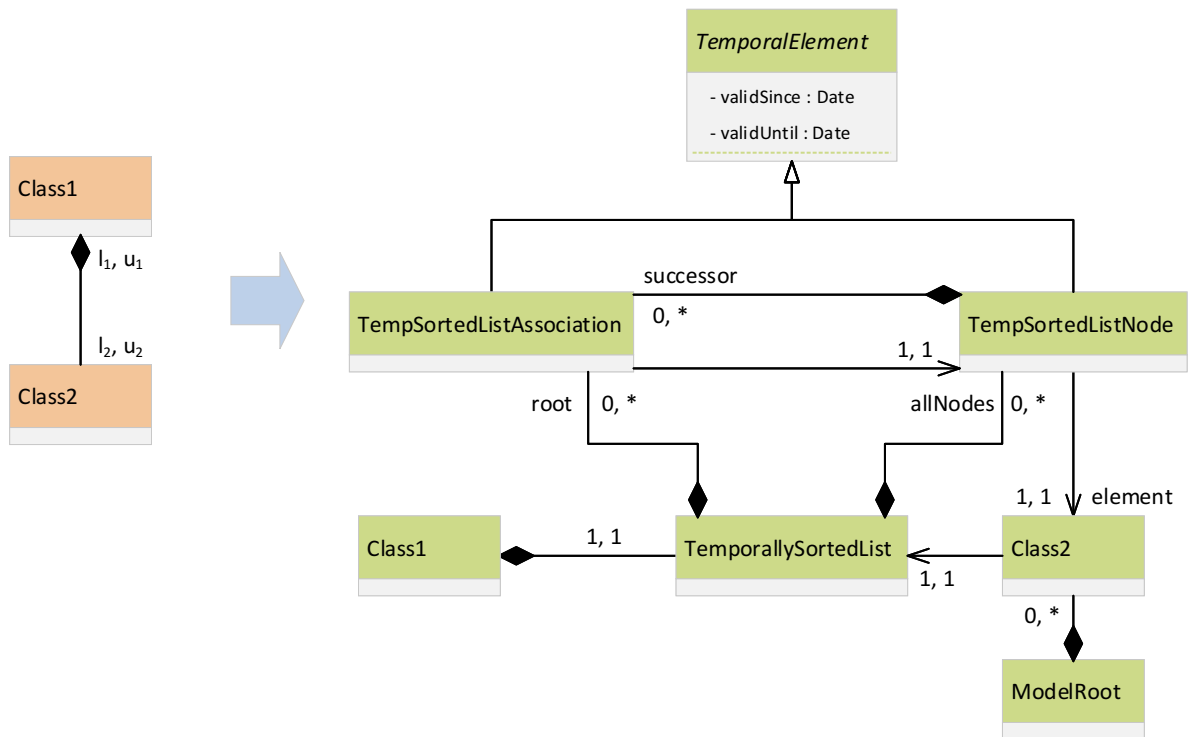 TemporalElement
- validSince : Date
- validUntil : Date
Class1
l₁, u₁
l₂, u₂
Class2
successor
0, *
TempSortedListAssociation
TempSortedListNode
1, 1
root
0, *
allNodes
0, *
1, 1
element
Class1
1, 1
TemporallySortedList
1, 1
Class2
0, *
ModelRoot